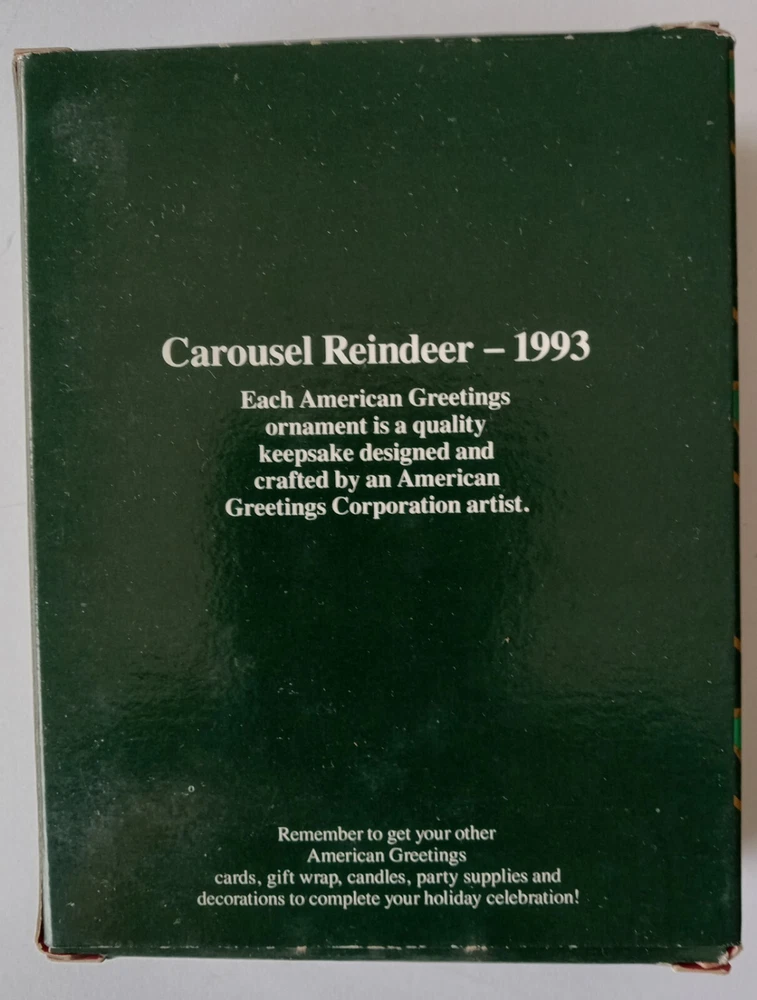 Carousel Reindeer – 1993
Each American Greetings
ornament is a quality
keepsake designed and
crafted by an American
Greetings Corporation artist.
Remember to get your other
American Greetings
cards, gift wrap, candles, party supplies and
decorations to complete your holiday celebration!